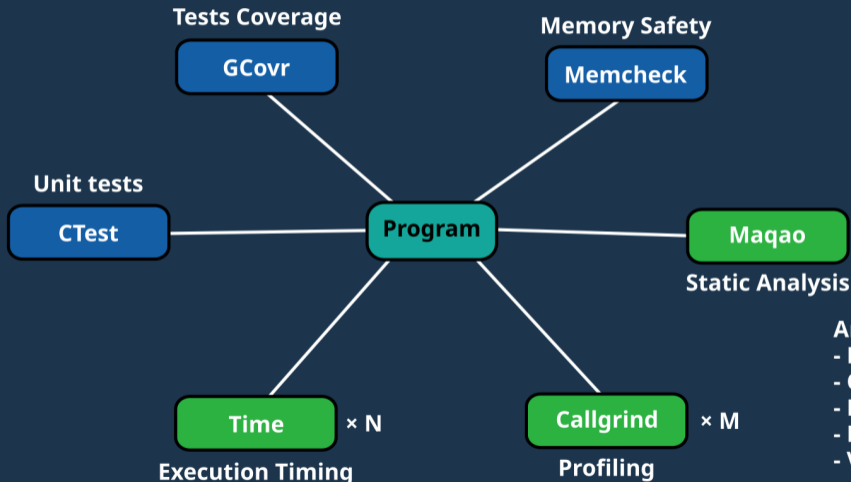 Tests Coverage
GCovr
Memory Safety
Memcheck
Unit tests
CTest
Program
Maqao
Static Analysis
Time
× N
Execution Timing
Callgrind
× M
Profiling